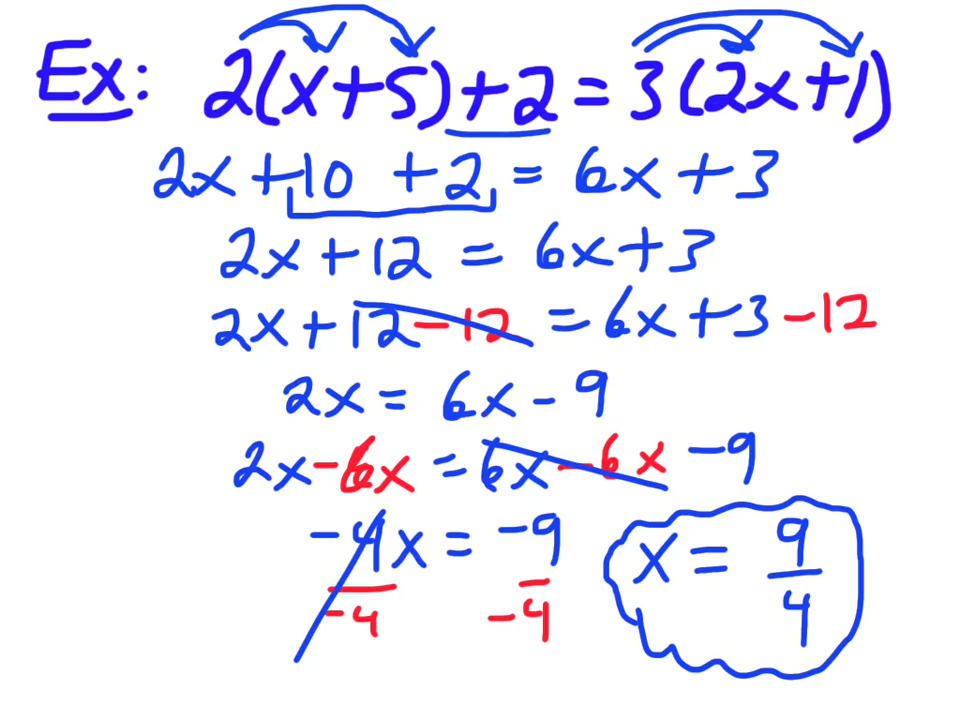 Ex: 2(x+5)+2=3(2x+1)
2x+10+2=6x+3
2x+12=6x+3
2x+12-12=6x+3-12
2x=6x-9
2x-6x=6x-6x-9
-4x/-4=-9/-4
x=9/4